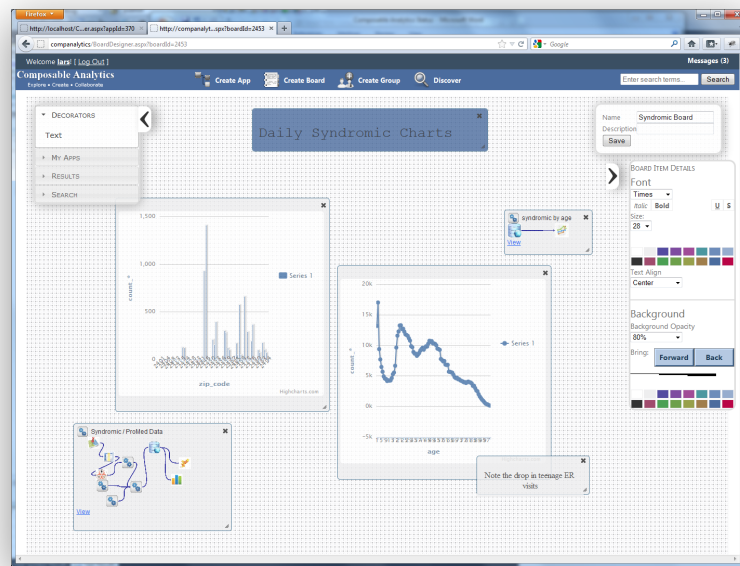 Firefox
http://localhost/C...er.aspx?appId=370
http://companalyt...spx?boardId=2453
companalytics/BoardDesigner.aspx?boardId=2453
Google
Welcome lars! [ Log Out ]
Messages (3)
Composable Analytics
Explore • Create • Collaborate
Create App
Create Board
Create Group
Discover
Enter search terms...
Search
Decorators
Text
My Apps
Results
Search
Daily Syndromic Charts
Name
Syndromic Board
Description
Save
Board Item Details
Font
Times
Italic Bold U S
Size:
28
Text Align
Center
Background
Background Opacity
80%
Bring:
Forward
Back
1,500
1,000
500
0
count_*
Series 1
zip_code
Highcharts.com
syndromic by age
View
20k
15k
10k
5k
0k
-5k
count_*
Series 1
age
Note the drop in teenage ER
visits
Syndromic / ProMed Data
View